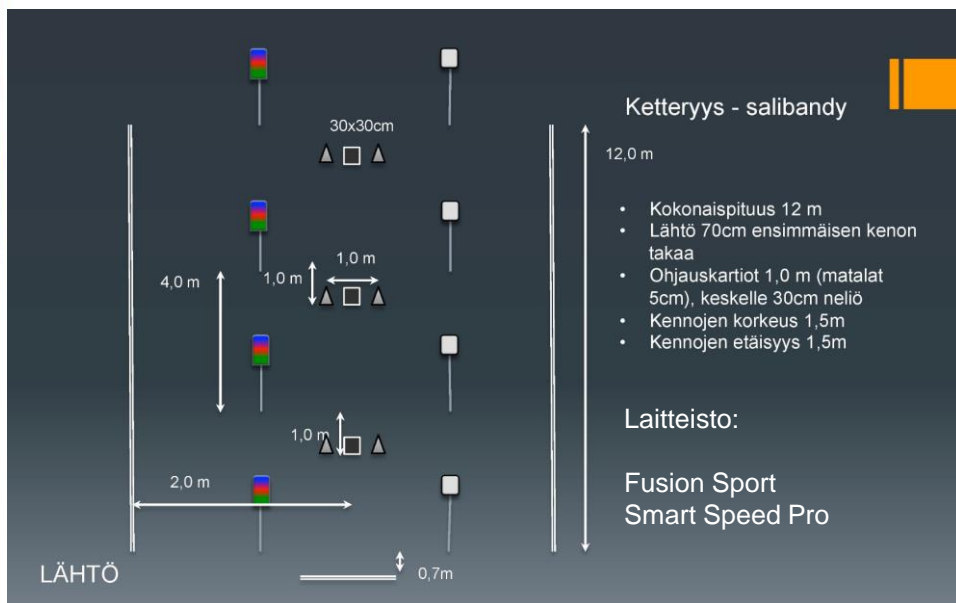 Ketteryys - salibandy
30x30cm
12,0 m
• Kokonaispituus 12 m
• Lähtö 70cm ensimmäisen kenon
takaa
• Ohjauskartiot 1,0 m (matalat
5cm), keskelle 30cm neliö
• Kennojen korkeus 1,5m
• Kennojen etäisyys 1,5m
1,0 m
4,0 m
1,0 m
1,0 m
2,0 m
Laitteisto:
Fusion Sport
Smart Speed Pro
LÄHTÖ
0,7m